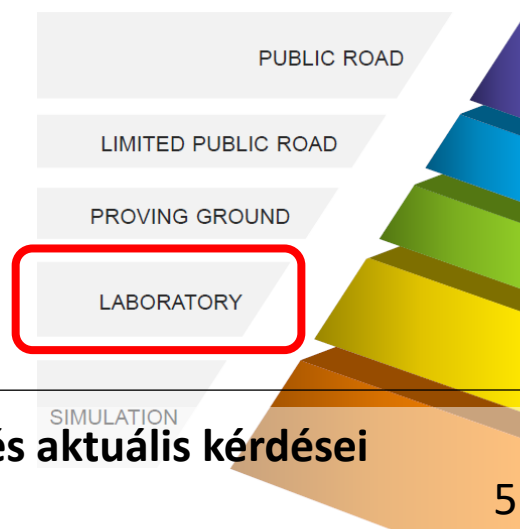 PUBLIC ROAD
LIMITED PUBLIC ROAD
PROVING GROUND
LABORATORY
SIMULATION
és aktuális kérdései
5